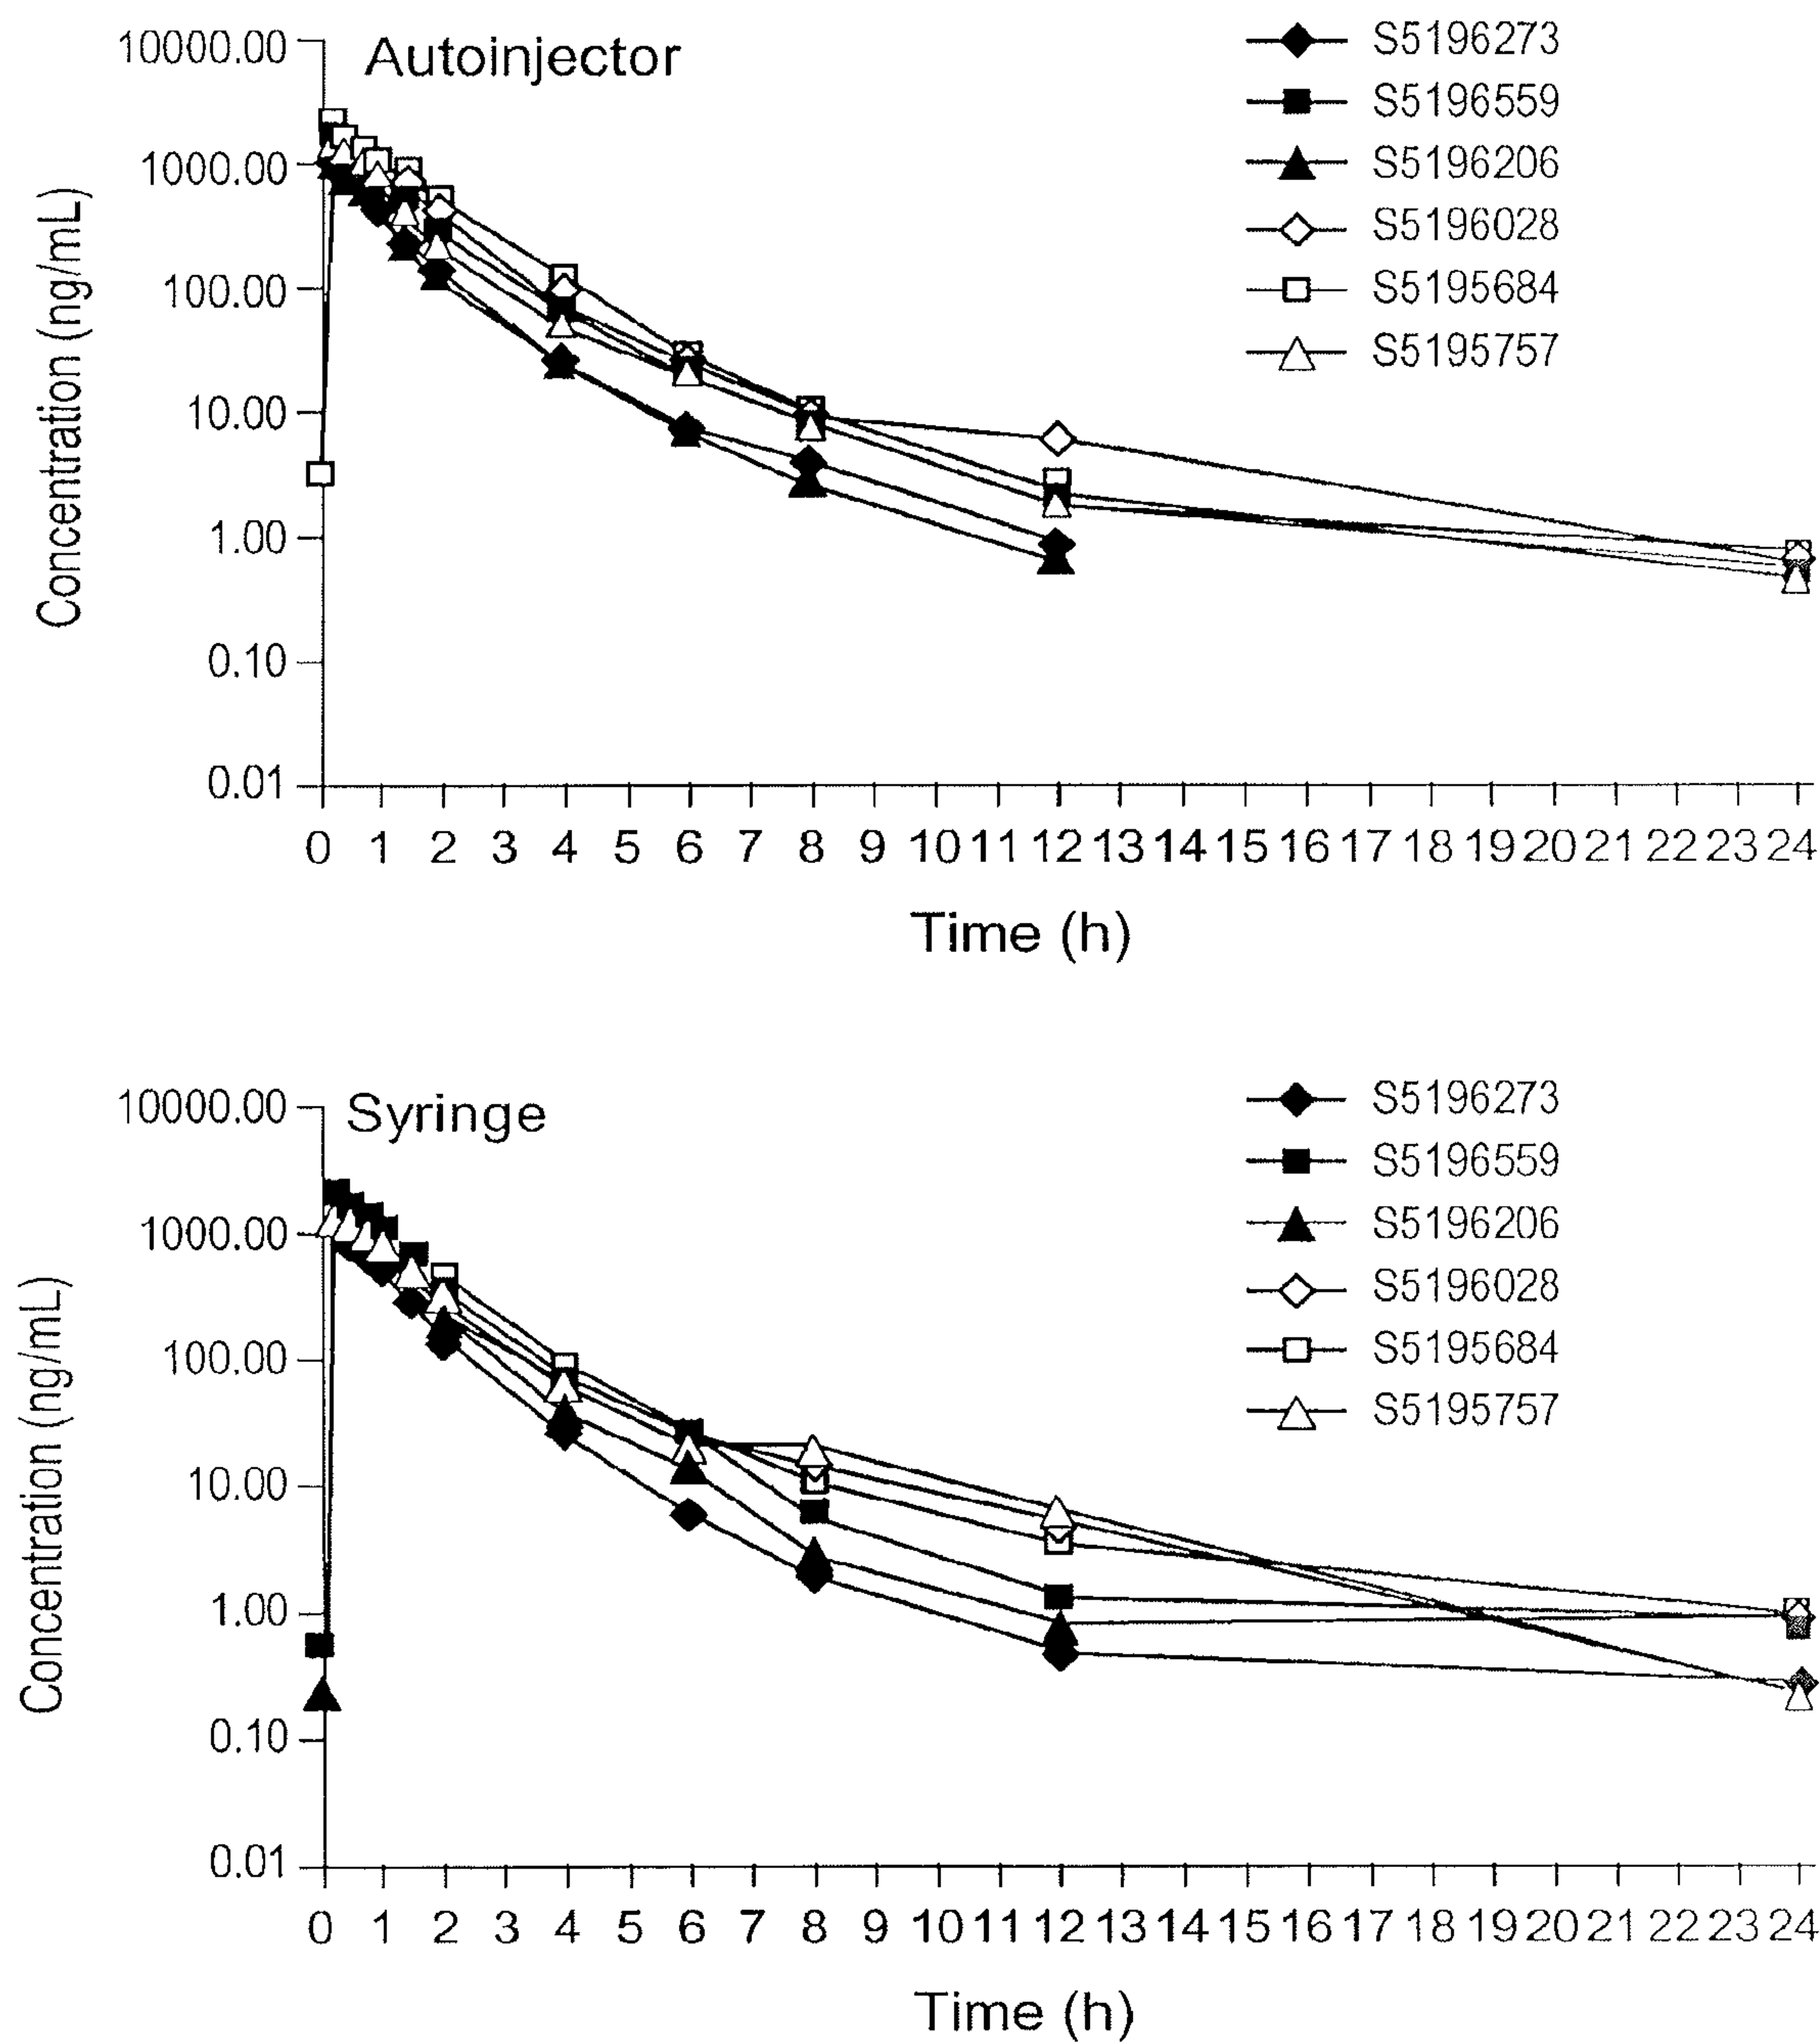 Autoinjector
Concentration (ng/mL)
10000.00
1000.00
100.00
10.00
1.00
0.10
0.01
0 1 2 3 4 5 6 7 8 9 10 11 12 13 14 15 16 17 18 19 20 21 22 23 24
Time (h)
S5196273
S5196559
S5196206
S5196028
S5195684
S5195757
Syringe
Concentration (ng/mL)
10000.00
1000.00
100.00
10.00
1.00
0.10
0.01
0 1 2 3 4 5 6 7 8 9 10 11 12 13 14 15 16 17 18 19 20 21 22 23 24
Time (h)
S5196273
S5196559
S5196206
S5196028
S5195684
S5195757